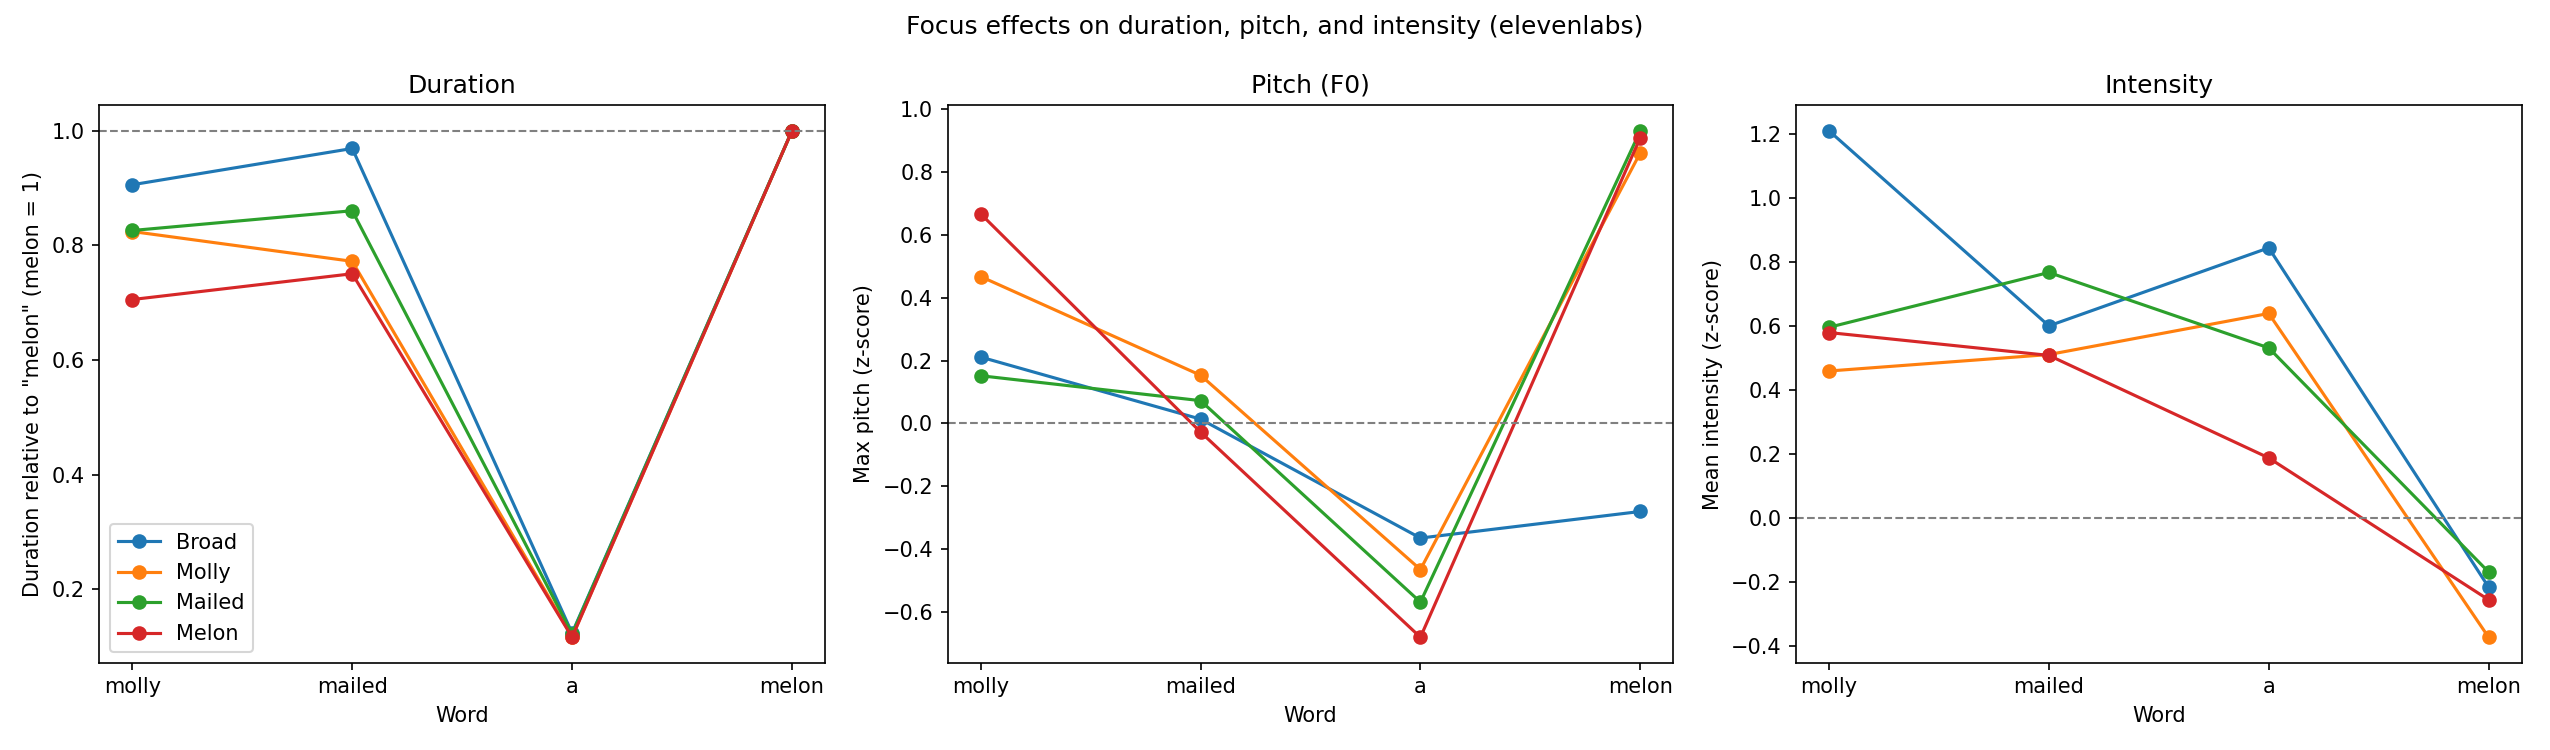 Focus effects on duration, pitch, and intensity (elevenlabs)
Duration
Duration relative to "melon" (melon = 1)
1.0
0.8
0.6
0.4
0.2
Broad
Molly
Mailed
Melon
molly mailed a melon
Word
Pitch (F0)
Max pitch (z-score)
1.0
0.8
0.6
0.4
0.2
0.0
−0.2
−0.4
−0.6
molly mailed a melon
Word
Intensity
Mean intensity (z-score)
1.2
1.0
0.8
0.6
0.4
0.2
0.0
−0.2
−0.4
molly mailed a melon
Word